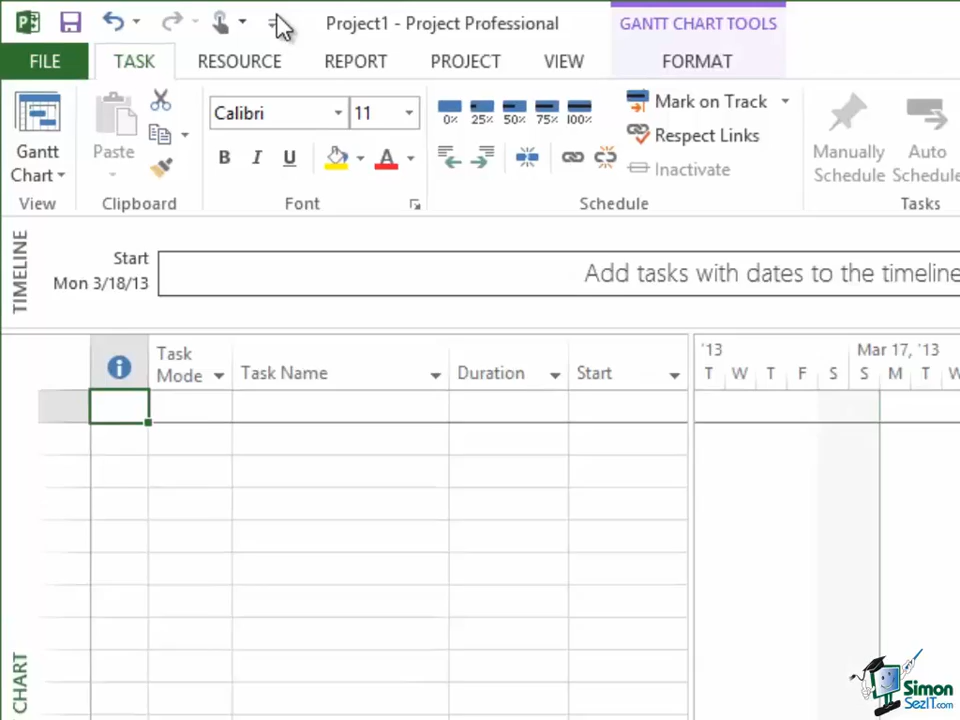 Project1 - Project Professional
GANTT CHART TOOLS
FILE
TASK
RESOURCE
REPORT
PROJECT
VIEW
FORMAT
Gantt
Chart
View
Paste
Clipboard
Calibri
11
B I U
A
Font
0% 25% 50% 75% 100%
Mark on Track
Respect Links
Inactivate
Schedule
Manually
Schedule
Auto
Schedule
Tasks
TIMELINE
Start
Mon 3/18/13
Add tasks with dates to the timeline
Task
Mode
Task Name
Duration
Start
'13
Mar 17, '13
T W T F S S M T W
CHART
Simon
SezIT.com